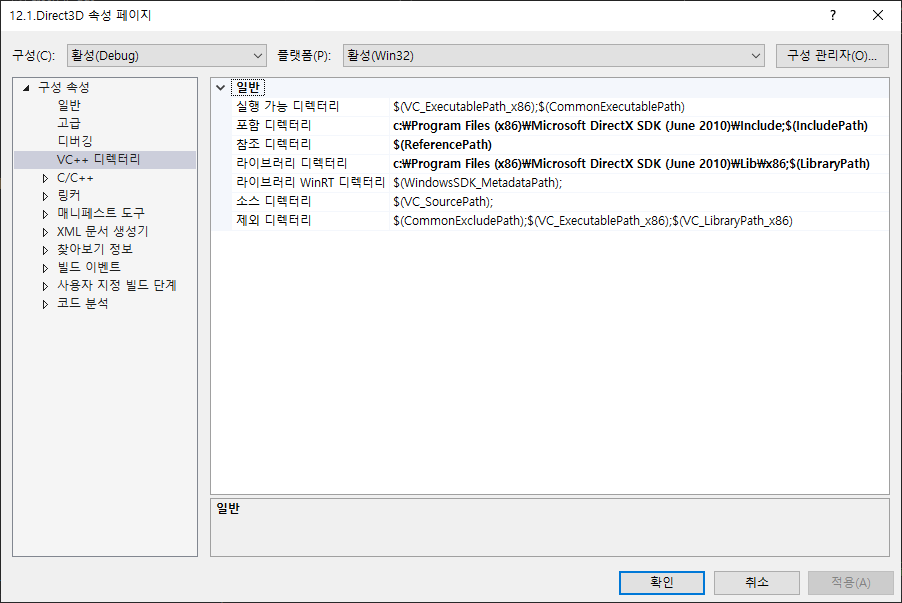 12.1.Direct3D 속성 페이지
?
구성(C): 활성(Debug) 플랫폼(P): 활성(Win32) 구성 관리자(O)...
구성 속성
일반
고급
디버깅
VC++ 디렉터리
C/C++
링커
매니페스트 도구
XML 문서 생성기
찾아보기 정보
빌드 이벤트
사용자 지정 빌드 단계
코드 분석
일반
실행 가능 디렉터리 $(VC_ExecutablePath_x86);$(CommonExecutablePath)
포함 디렉터리 c:₩Program Files (x86)₩Microsoft DirectX SDK (June 2010)₩Include;$(IncludePath)
참조 디렉터리 $(ReferencePath)
라이브러리 디렉터리 c:₩Program Files (x86)₩Microsoft DirectX SDK (June 2010)₩Lib₩x86;$(LibraryPath)
라이브러리 WinRT 디렉터리 $(WindowsSDK_MetadataPath);
소스 디렉터리 $(VC_SourcePath);
제외 디렉터리 $(CommonExcludePath);$(VC_ExecutablePath_x86);$(VC_LibraryPath_x86)
일반
확인 취소 적용(A)